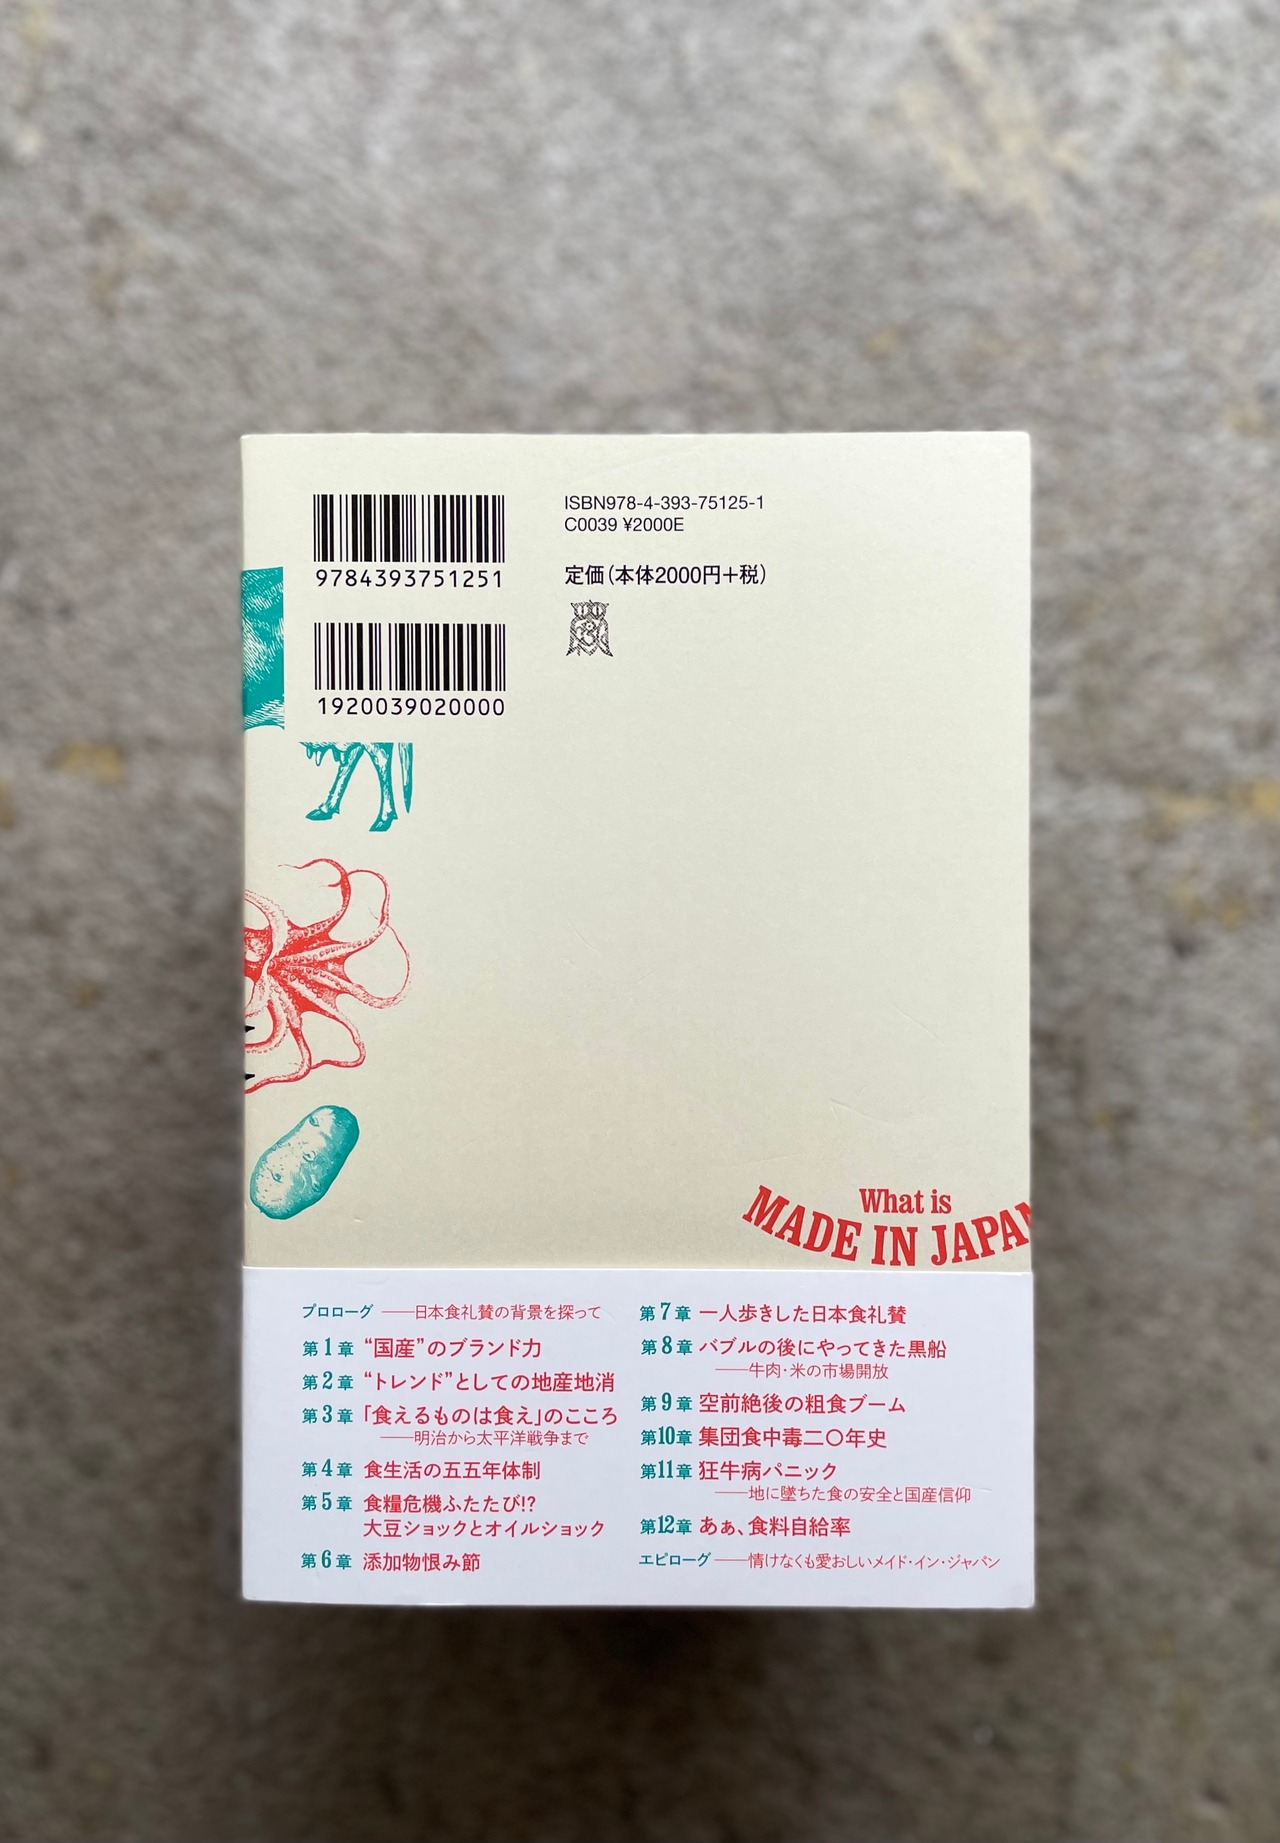 9784393751251
1920039020000
ISBN978-4-393-75125-1
C0039 ¥2000E
定価(本体2000円+税)
What is
MADE IN JAPAN
プロローグ ――日本食礼賛の背景を探って
第1章 “国産”のブランド力
第2章 “トレンド”としての地産地消
第3章 「食えるものは食え」のこころ
――明治から太平洋戦争まで
第4章 食生活の五五年体制
第5章 食糧危機ふたたび!?
大豆ショックとオイルショック
第6章 添加物恨み節
第7章 一人歩きした日本食礼賛
第8章 バブルの後にやってきた黒船
――牛肉・米の市場開放
第9章 空前絶後の粗食ブーム
第10章 集団食中毒二〇年史
第11章 狂牛病パニック
――地に墜ちた食の安全と国産信仰
第12章 あぁ、食料自給率
エピローグ ――情けなくも愛おしいメイド・イン・ジャパン